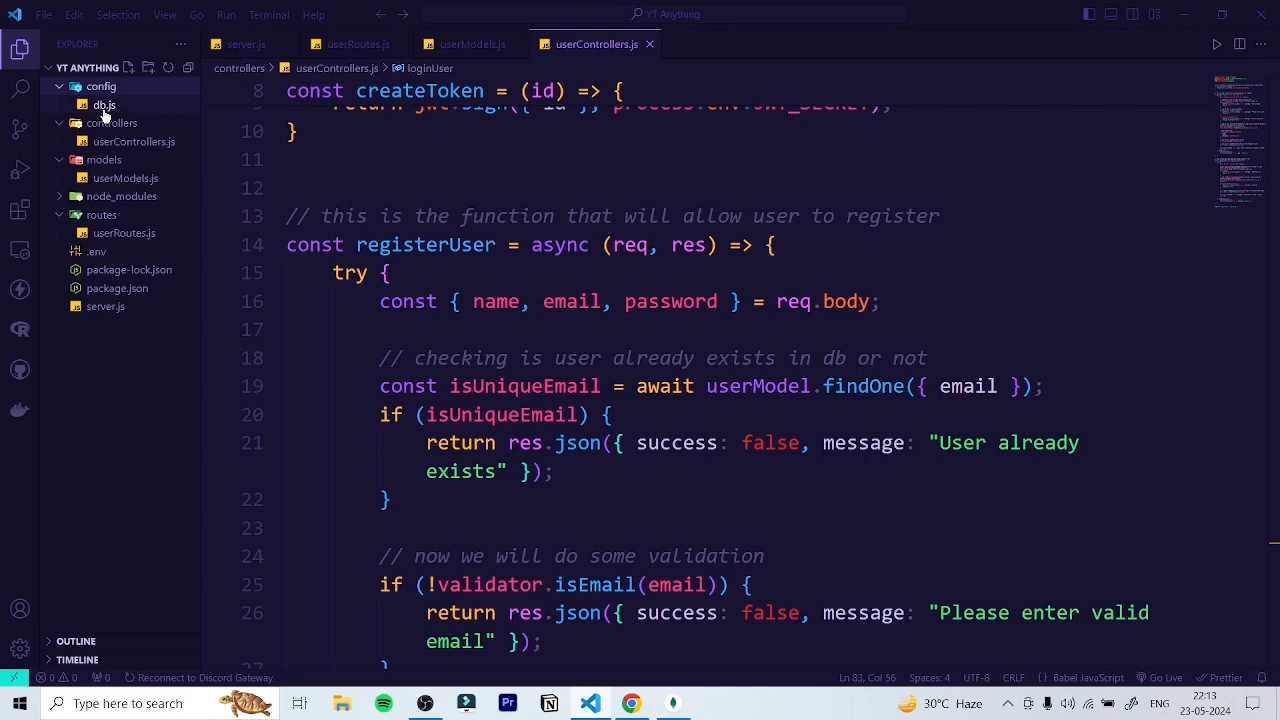 File Edit Selection View Go Run Terminal Help YT Anything
EXPLORER
server.js userRoutes.js userModels.js userControllers.js
YT ANYTHING
controllers > userControllers.js > loginUser
config
db.js
userControllers.js
models
userModels.js
node_modules
routes
userRoutes.js
.env
package-lock.json
package.json
server.js
8 const createToken = (id) => {
10 }
11
12
13 // this is the function that will allow user to register
14 const registerUser = async (req, res) => {
15 try {
16 const { name, email, password } = req.body;
17
18 // checking is user already exists in db or not
19 const isUniqueEmail = await userModel.findOne({ email });
20 if (isUniqueEmail) {
21 return res.json({ success: false, message: "User already
exists" });
22 }
23
24 // now we will do some validation
25 if (!validator.isEmail(email)) {
26 return res.json({ success: false, message: "Please enter valid
email" });
27 }
OUTLINE
TIMELINE
0 0 0 Reconnect to Discord Gateway Ln 83, Col 56 Spaces: 4 UTF-8 CRLF {} Babel JavaScript Go Live Prettier
Type here to search 30°C Haze ENG 23:20
23-05-2024